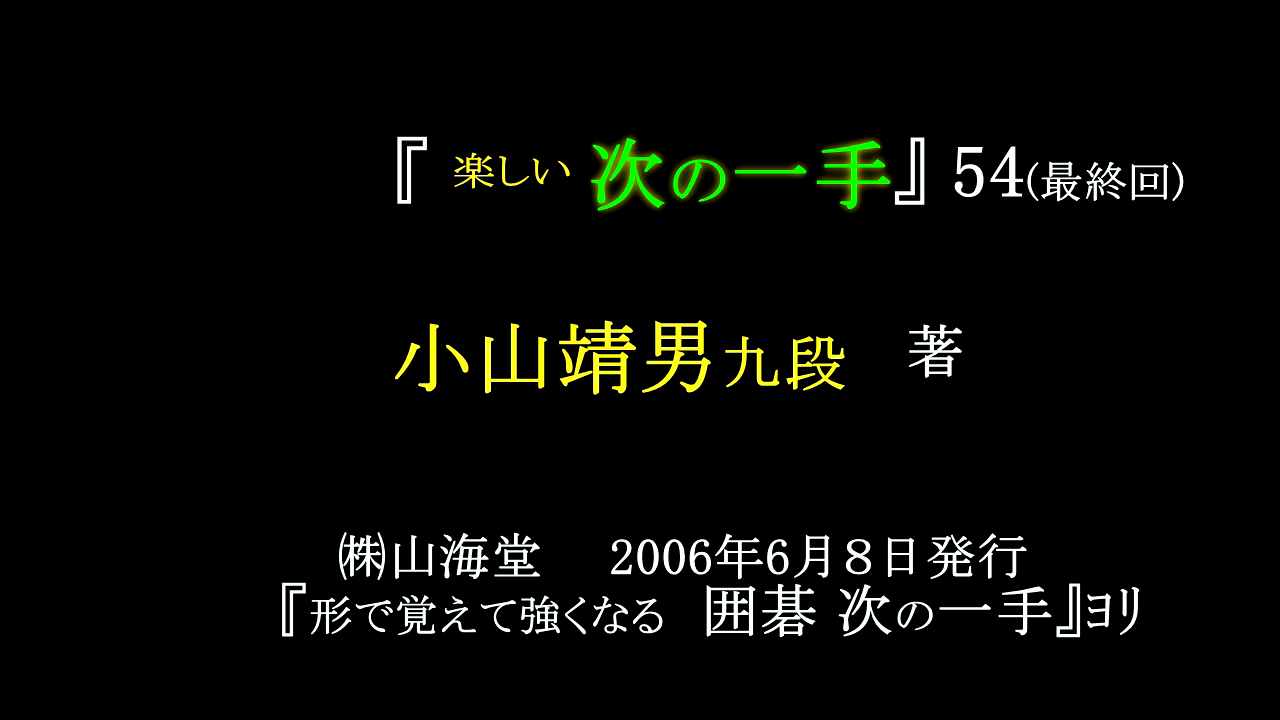 『楽しい 次の一手』54(最終回)
小山靖男九段 著
㈱山海堂 2006年6月８日発行
『形で覚えて強くなる 囲碁 次の一手』ﾖﾘ